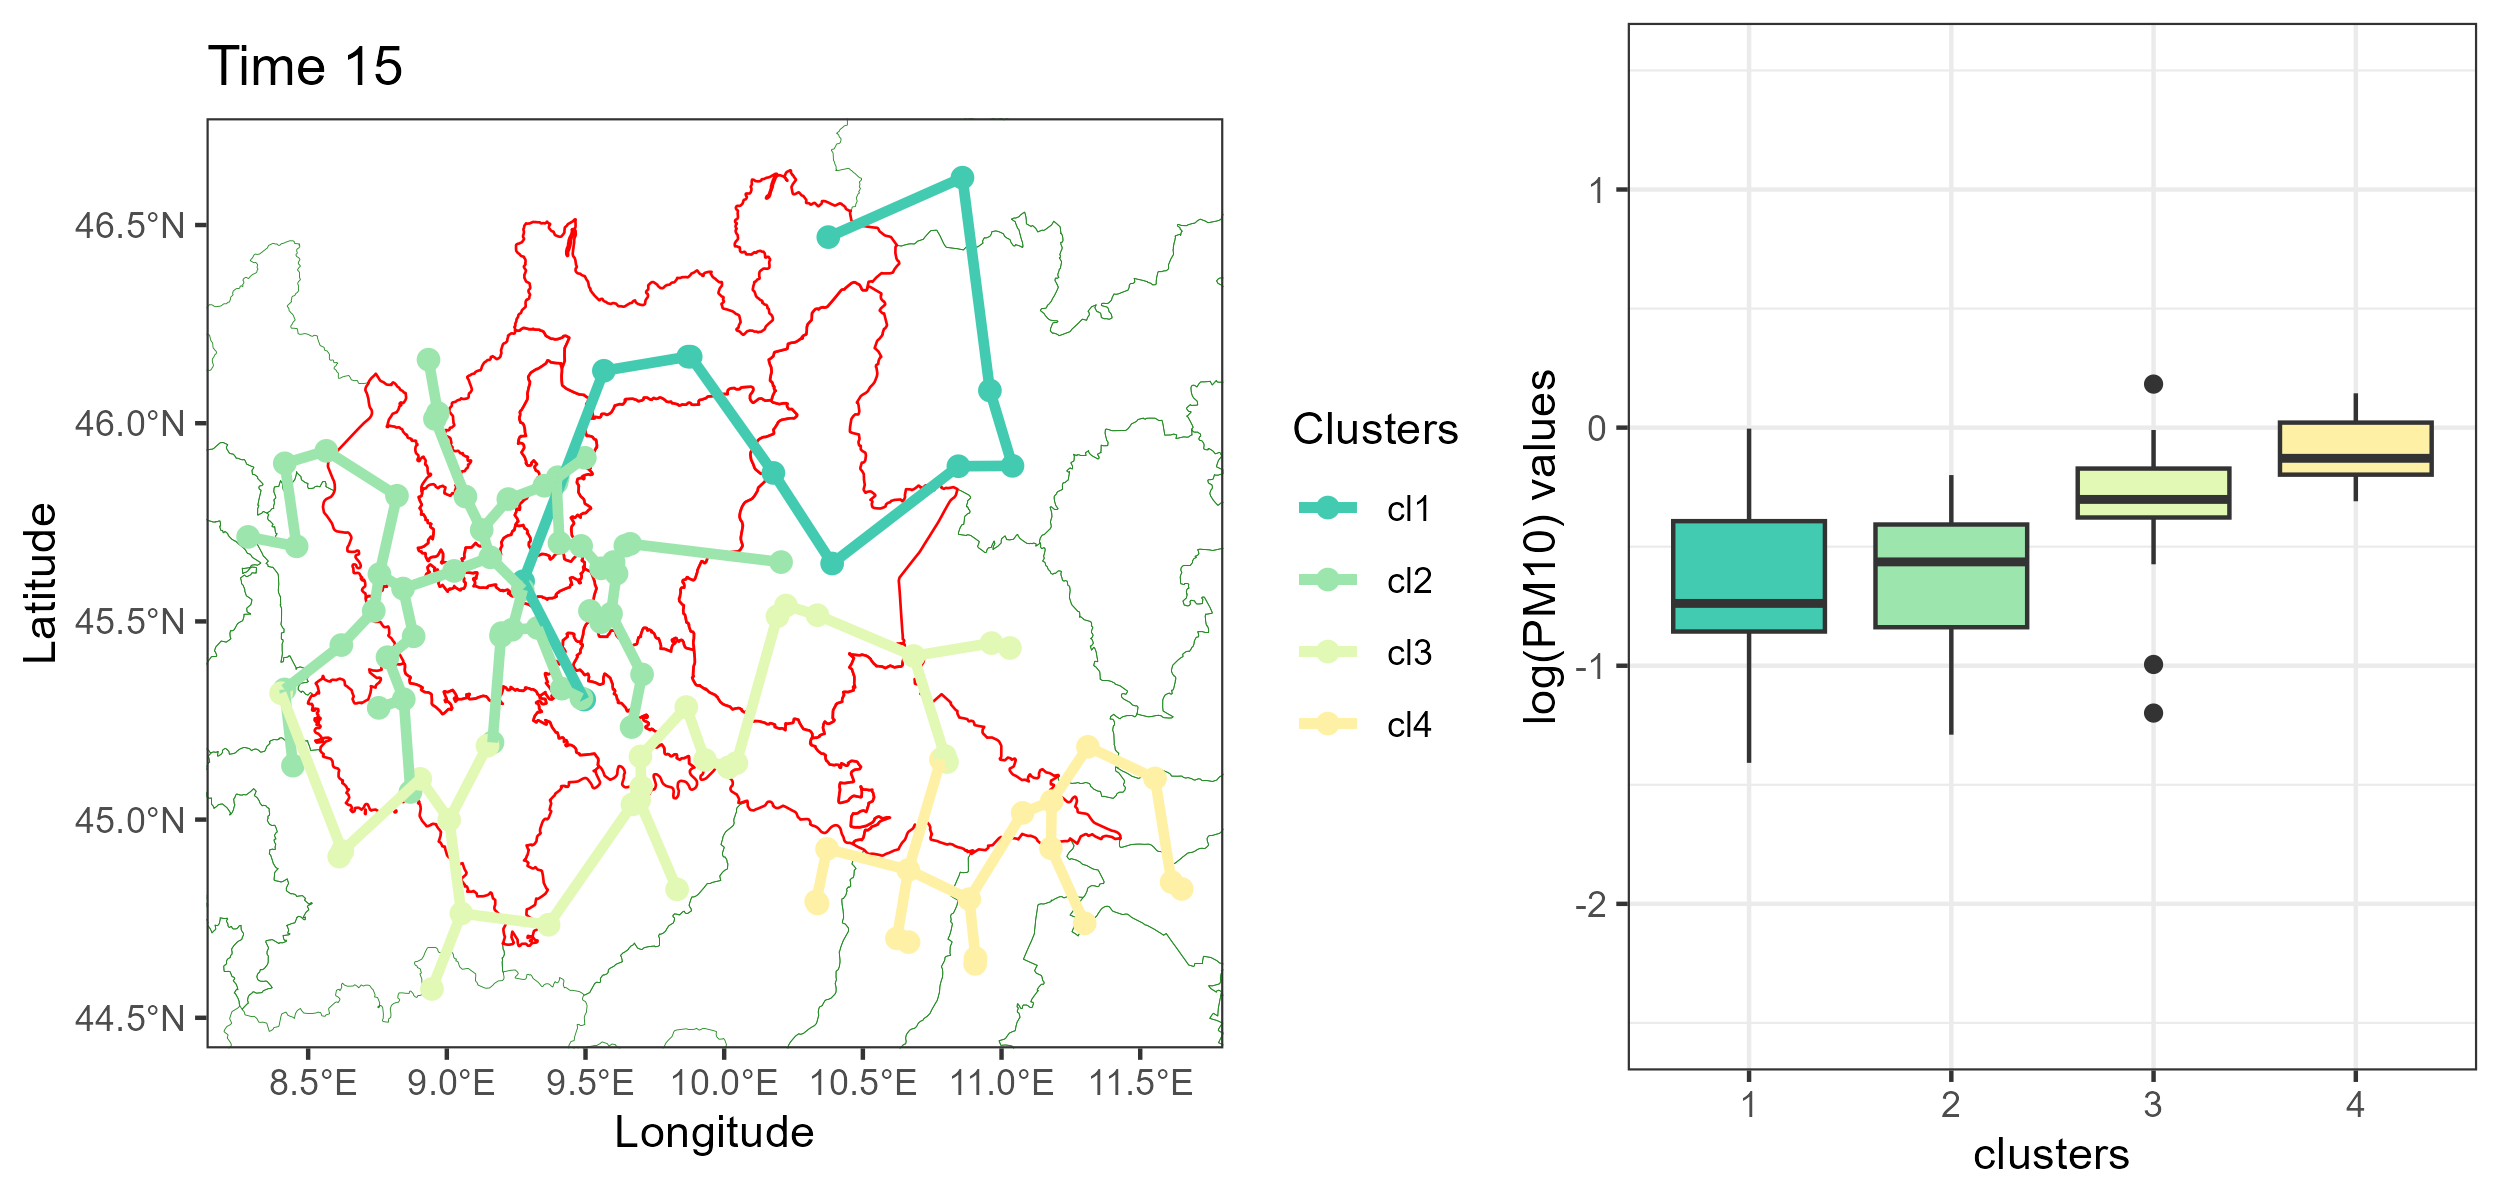 Time 15
46.5°N
46.0°N
45.5°N
45.0°N
44.5°N
Latitude
8.5°E 9.0°E 9.5°E 10.0°E 10.5°E 11.0°E 11.5°E
Longitude
Clusters
cl1
cl2
cl3
cl4
log(PM10) values
1
0
-1
-2
1 2 3 4
clusters